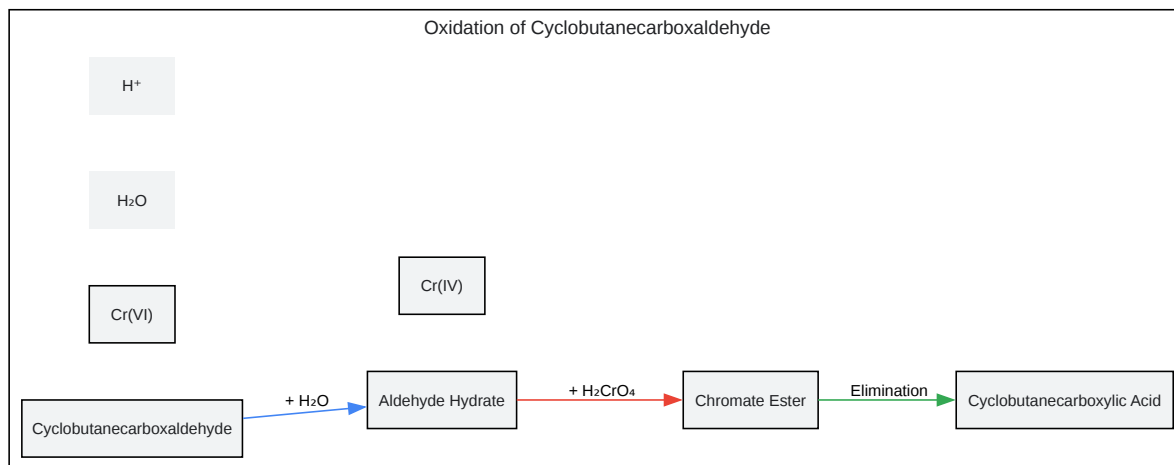 Oxidation of Cyclobutanecarboxaldehyde
H⁺
H₂O
Cr(IV)
Cr(VI)
+ H₂O
Aldehyde Hydrate
+ H₂CrO₄
Chromate Ester
Elimination
Cyclobutanecarboxylic Acid
Cyclobutanecarboxaldehyde